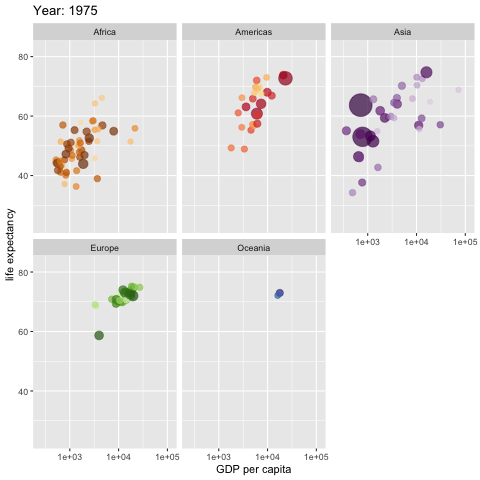 Year: 1975
Africa
Americas
Asia
80
60
40
1e+03
1e+04
1e+05
life expectancy
Europe
Oceania
80
60
40
1e+03
1e+04
1e+05
1e+03
1e+04
1e+05
GDP per capita